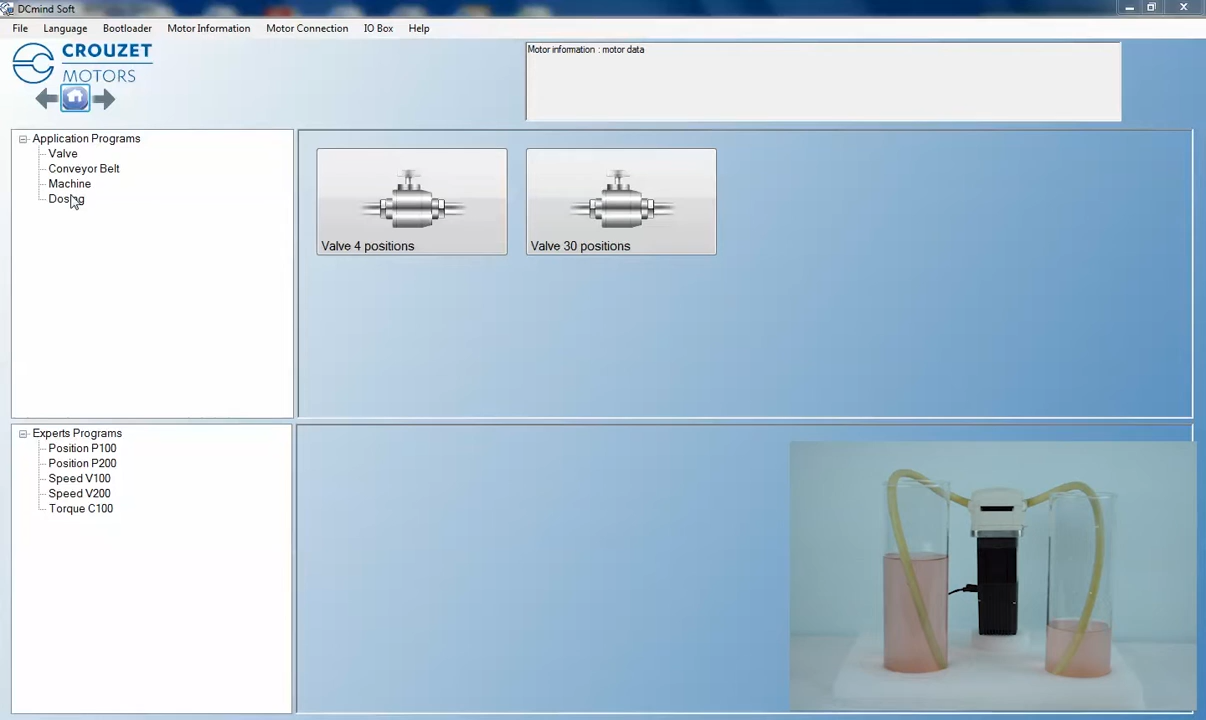 DCmind Soft
File Language Bootloader Motor Information Motor Connection IO Box Help
CROUZET
MOTORS
Motor information : motor data
Application Programs
Valve
Conveyor Belt
Machine
Dosing
Valve 4 positions
Valve 30 positions
Experts Programs
Position P100
Position P200
Speed V100
Speed V200
Torque C100